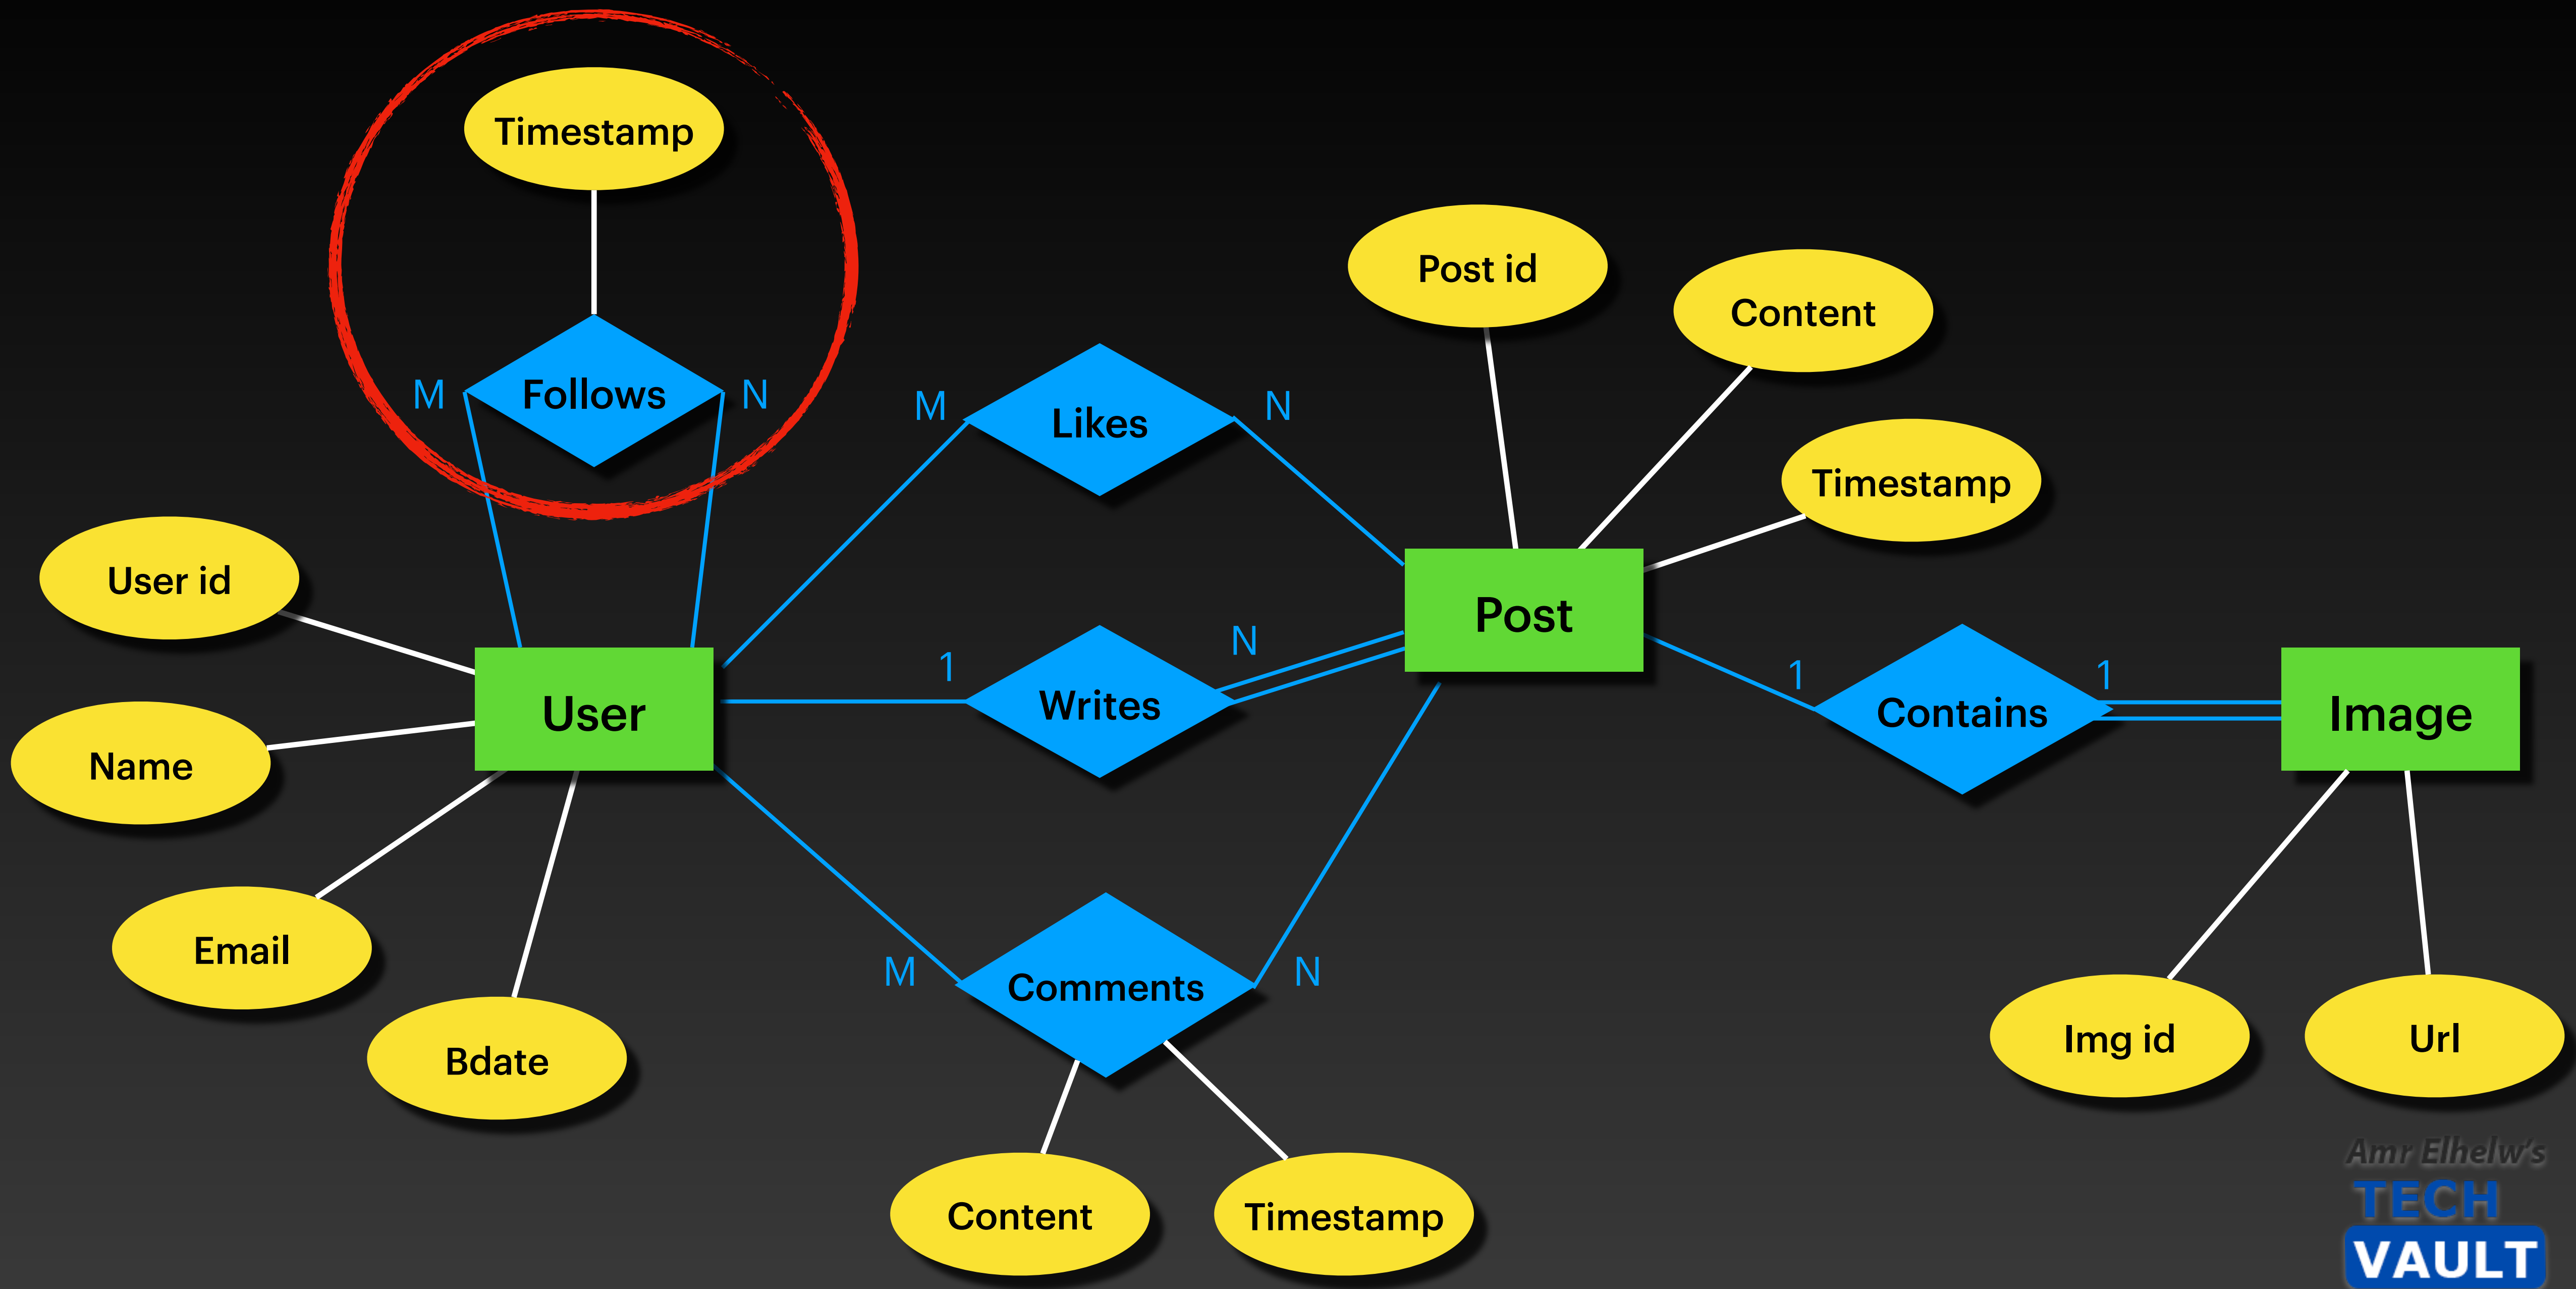 Timestamp
M
Follows
N
Post id
Content
Timestamp
M
Likes
N
User id
Name
Email
Bdate
User
1
Writes
N
Post
1
Contains
1
Image
M
Comments
N
Content
Timestamp
Img id
Url
Amr Elhelw's
TECH
VAULT